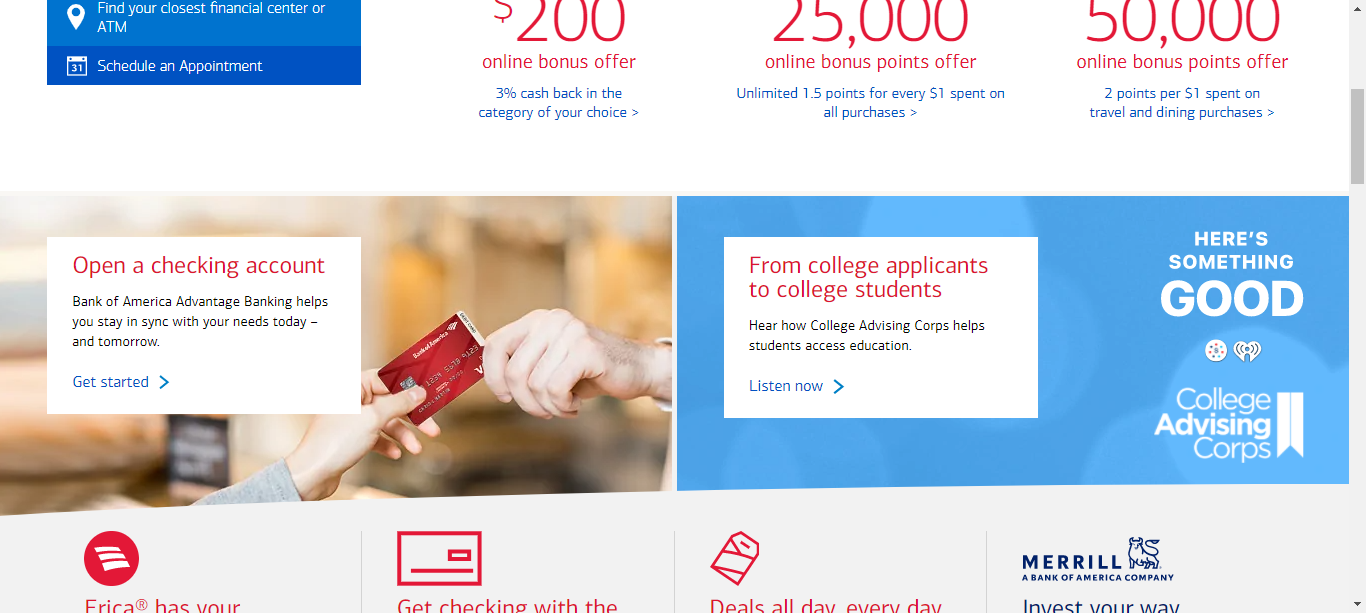 Find your closest financial center or
ATM
31
Schedule an Appointment
$200
online bonus offer
3% cash back in the
category of your choice >
25,000
online bonus points offer
Unlimited 1.5 points for every $1 spent on
all purchases >
50,000
online bonus points offer
2 points per $1 spent on
travel and dining purchases >
Open a checking account
Bank of America Advantage Banking helps
you stay in sync with your needs today –
and tomorrow.
Get started
BankofAmerica
DEBIT CARD
1234 5678 9123
From college applicants
to college students
Hear how College Advising Corps helps
students access education.
Listen now
HERE'S
SOMETHING
GOOD
College
Advising
Corps
Erica® has your
Get checking with the
Deals all day, every day
MERRILL
A BANK OF AMERICA COMPANY
Invest your way